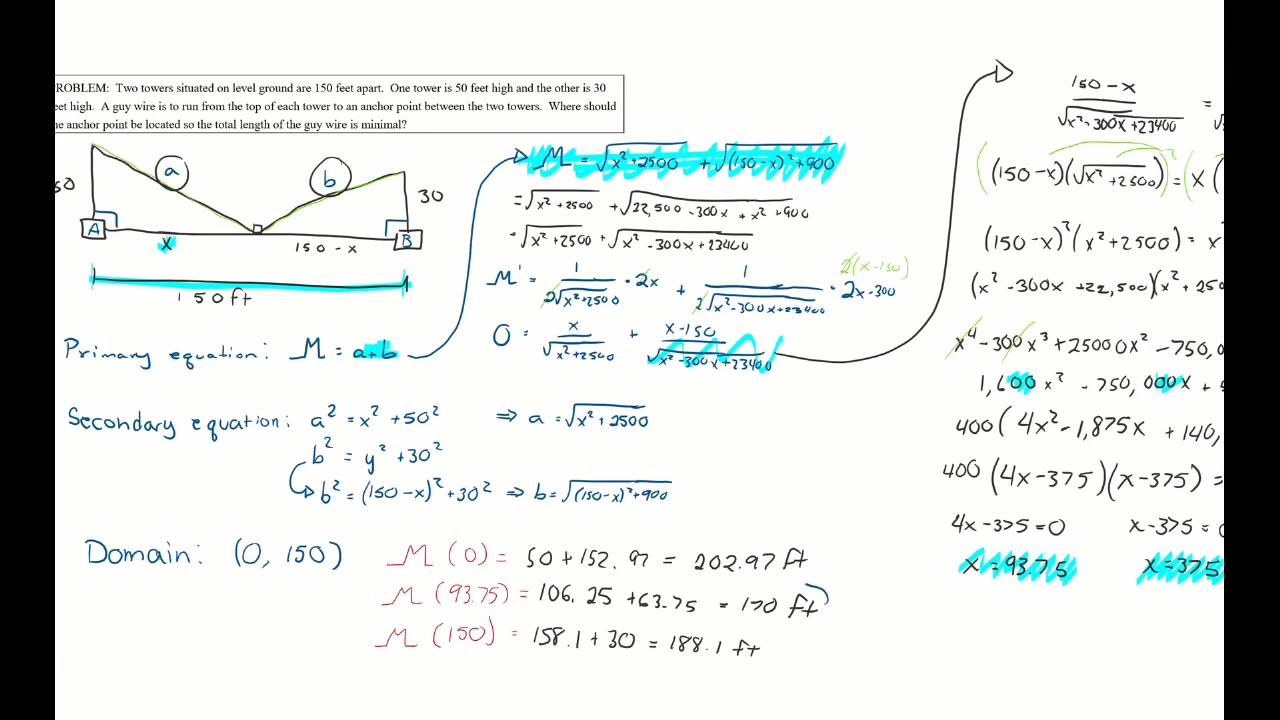 ROBLEM: Two towers situated on level ground are 150 feet apart. One tower is 50 feet high and the other is 30
eet high. A guy wire is to run from the top of each tower to an anchor point between the two towers. Where should
e anchor point be located so the total length of the guy wire is minimal?
a b
50 30
A B
x 150 - x
150 ft
Primary equation: M = a+b
Secondary equation: a² = x² + 50² ⇒ a = √(x² + 2500)
b² = y² + 30²
b² = (150-x)² + 30² ⇒ b = √((150-x)² + 900)
Domain: (0, 150)
M = √(x² + 2500) + √((150-x)² + 900)
= √(x² + 2500) + √(22,500 - 300x + x² + 900)
= √(x² + 2500) + √(x² - 300x + 23400)
2(x-150)
M' = 1/(2√(x² + 2500)) · 2x + 1/(2√(x² - 300x + 23400)) · 2x - 300
0 = x/√(x² + 2500) + (x-150)/√(x² - 300x + 23400)
M(0) = 50 + 152.97 = 202.97 ft
M(93.75) = 106.25 + 63.75 = 170 ft
M(150) = 158.1 + 30 = 188.1 ft
(150 - x)/√(x² - 300x + 23400) =
((150-x)(√(x² + 2500))² = (x (
(150-x)²(x² + 2500) = x
(x² - 300x + 22,500)(x² + 250
x⁴ - 300x³ + 25000x² - 750,0
1,600x² - 750,000x +
400(4x² - 1,875x + 140,
400(4x - 375)(x - 375) =
4x - 375 = 0 x - 375 = 0
x = 93.75 x = 375